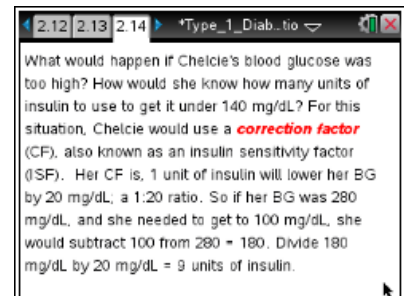 2.12 2.13 2.14 *Type_1_Diab..tio
What would happen if Chelcie's blood glucose was
too high? How would she know how many units of
insulin to use to get it under 140 mg/dL? For this
situation, Chelcie would use a correction factor
(CF), also known as an insulin sensitivity factor
(ISF).  Her CF is, 1 unit of insulin will lower her BG
by 20 mg/dL; a 1:20 ratio. So if her BG was 280
mg/dL, and she needed to get to 100 mg/dL, she
would subtract 100 from 280 = 180. Divide 180
mg/dL by 20 mg/dL = 9 units of insulin.